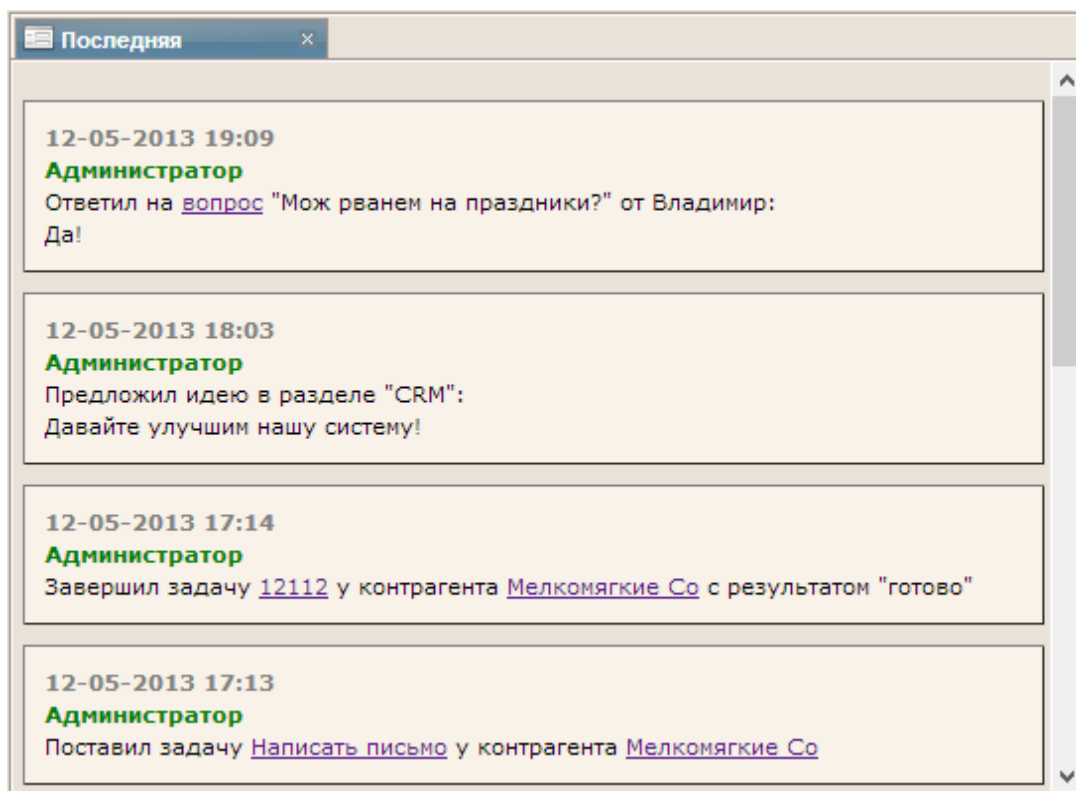 Последняя
12-05-2013 19:09
Администратор
Ответил на вопрос "Мож рванем на праздники?" от Владимир:
Да!
12-05-2013 18:03
Администратор
Предложил идею в разделе "CRM":
Давайте улучшим нашу систему!
12-05-2013 17:14
Администратор
Завершил задачу 12112 у контрагента Мелкомягкие Co с результатом "готово"
12-05-2013 17:13
Администратор
Поставил задачу Написать письмо у контрагента Мелкомягкие Co